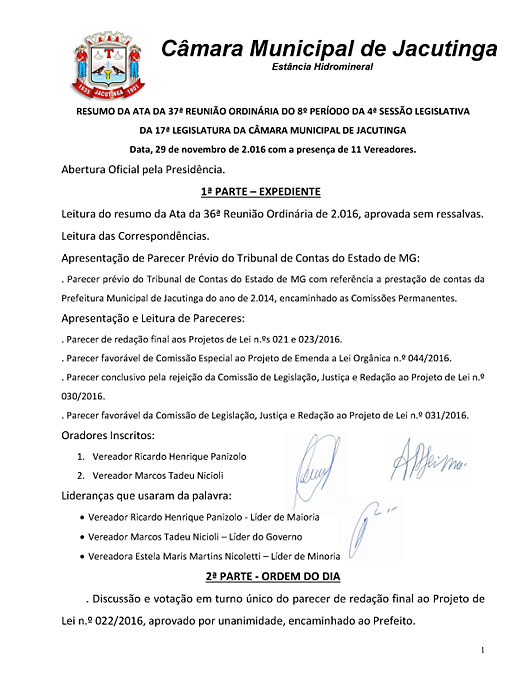 Câmara Municipal de Jacutinga
Estância Hidromineral
1835 JACUTINGA 1901
RESUMO DA ATA DA 37ª REUNIÃO ORDINÁRIA DO 8º PERÍODO DA 4ª SESSÃO LEGISLATIVA
DA 17ª LEGISLATURA DA CÂMARA MUNICIPAL DE JACUTINGA
Data, 29 de novembro de 2.016 com a presença de 11 Vereadores.
Abertura Oficial pela Presidência.
1ª PARTE – EXPEDIENTE
Leitura do resumo da Ata da 36ª Reunião Ordinária de 2.016, aprovada sem ressalvas.
Leitura das Correspondências.
Apresentação de Parecer Prévio do Tribunal de Contas do Estado de MG:
. Parecer prévio do Tribunal de Contas do Estado de MG com referência a prestação de contas da
Prefeitura Municipal de Jacutinga do ano de 2.014, encaminhado as Comissões Permanentes.
Apresentação e Leitura de Pareceres:
. Parecer de redação final aos Projetos de Lei n.ºs 021 e 023/2016.
. Parecer favorável de Comissão Especial ao Projeto de Emenda a Lei Orgânica n.º 044/2016.
. Parecer conclusivo pela rejeição da Comissão de Legislação, Justiça e Redação ao Projeto de Lei n.º
030/2016.
. Parecer favorável da Comissão de Legislação, Justiça e Redação ao Projeto de Lei n.º 031/2016.
Oradores Inscritos:
1. Vereador Ricardo Henrique Panizolo
2. Vereador Marcos Tadeu Nicioli
Lideranças que usaram da palavra:
• Vereador Ricardo Henrique Panizolo - Líder de Maioria
• Vereador Marcos Tadeu Nicioli – Líder do Governo
• Vereadora Estela Maris Martins Nicoletti – Líder de Minoria
2ª PARTE - ORDEM DO DIA
. Discussão e votação em turno único do parecer de redação final ao Projeto de
Lei n.º 022/2016, aprovado por unanimidade, encaminhado ao Prefeito.
1